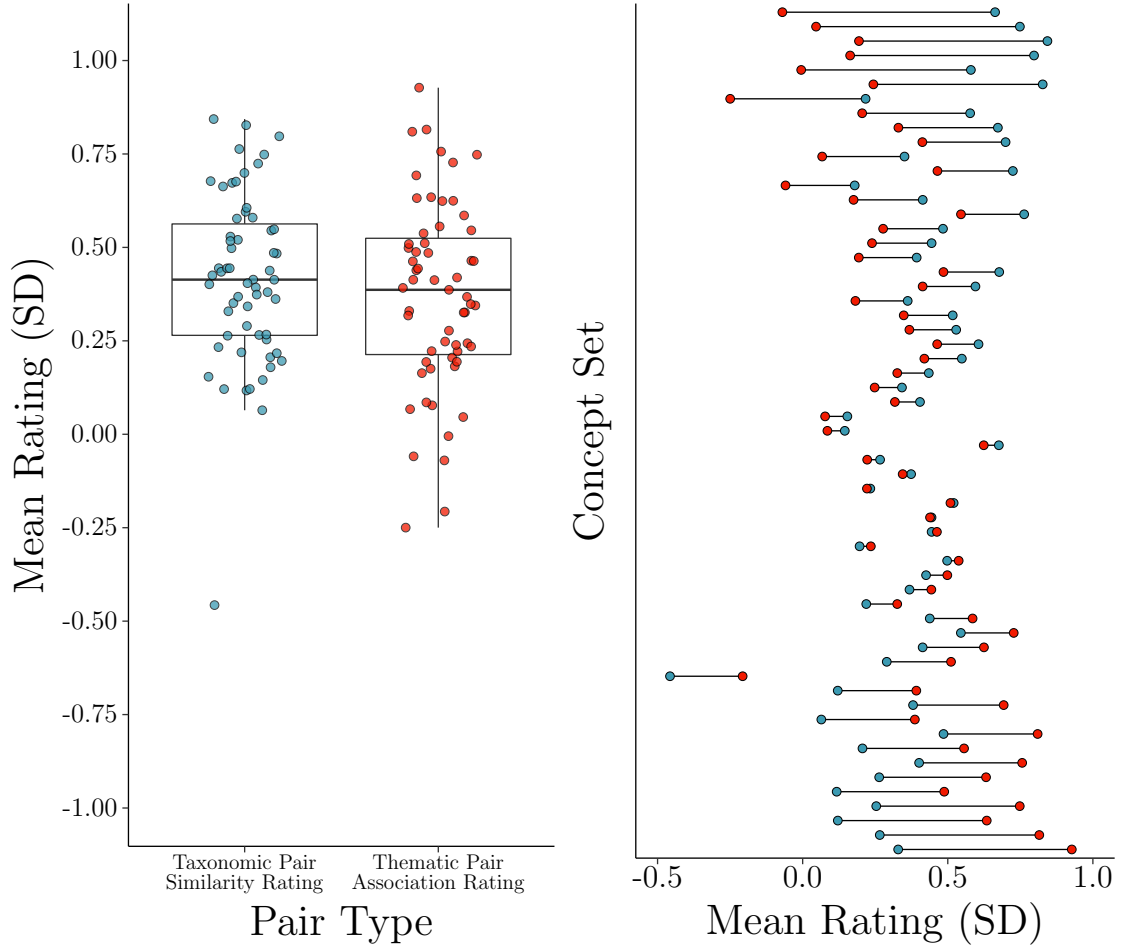 1.00
0.75
0.50
0.25
0.00
-0.25
-0.50
-0.75
-1.00
Mean Rating (SD)
Taxonomic Pair
Similarity Rating
Thematic Pair
Association Rating
Pair Type
Concept Set
-0.5
0.0
0.5
1.0
Mean Rating (SD)